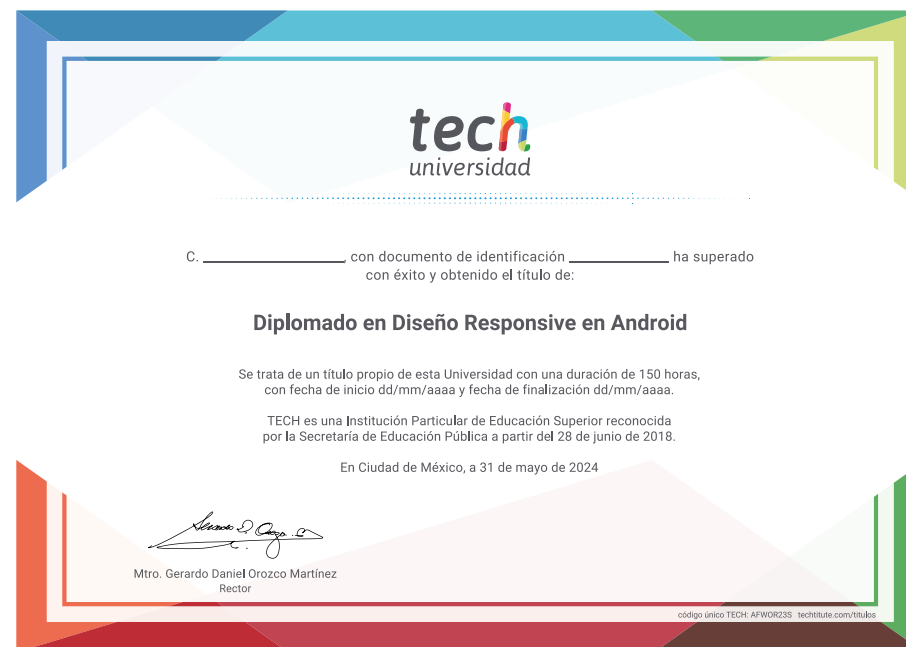 tech
universidad
C. ____________________, con documento de identificación ______________ ha superado
con éxito y obtenido el título de:
Diplomado en Diseño Responsive en Android
Se trata de un título propio de esta Universidad con una duración de 150 horas,
con fecha de inicio dd/mm/aaaa y fecha de finalización dd/mm/aaaa.
TECH es una Institución Particular de Educación Superior reconocida
por la Secretaría de Educación Pública a partir del 28 de junio de 2018.
En Ciudad de México, a 31 de mayo de 2024
Mtro. Gerardo Daniel Orozco Martínez
Rector
código único TECH: AFWOR23S techtitute.com/titulos